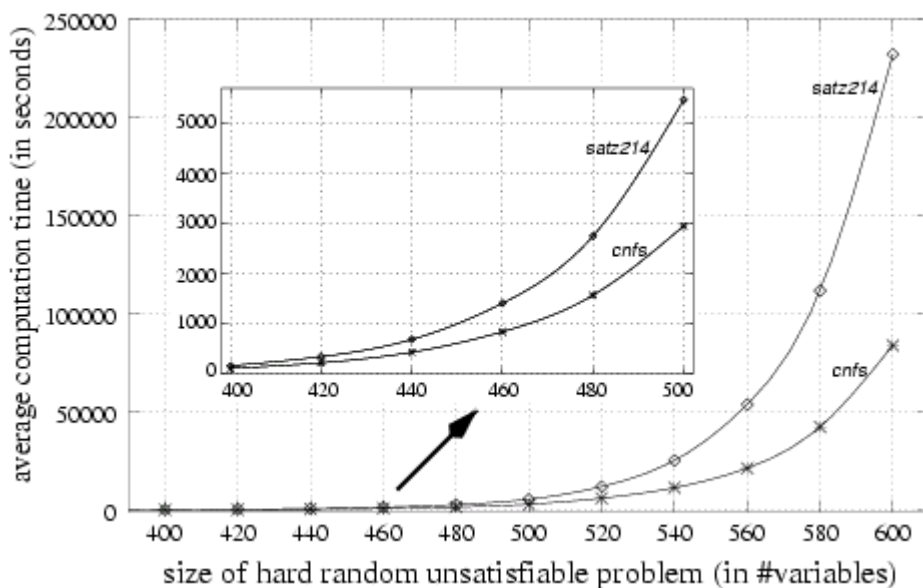 average computation time (in seconds)
250000
200000
150000
100000
50000
0
satz214
cnfs
5000
4000
3000
2000
1000
0
satz214
cnfs
400 420 440 460 480 500
400 420 440 460 480 500 520 540 560 580 600
size of hard random unsatisfiable problem (in #variables)